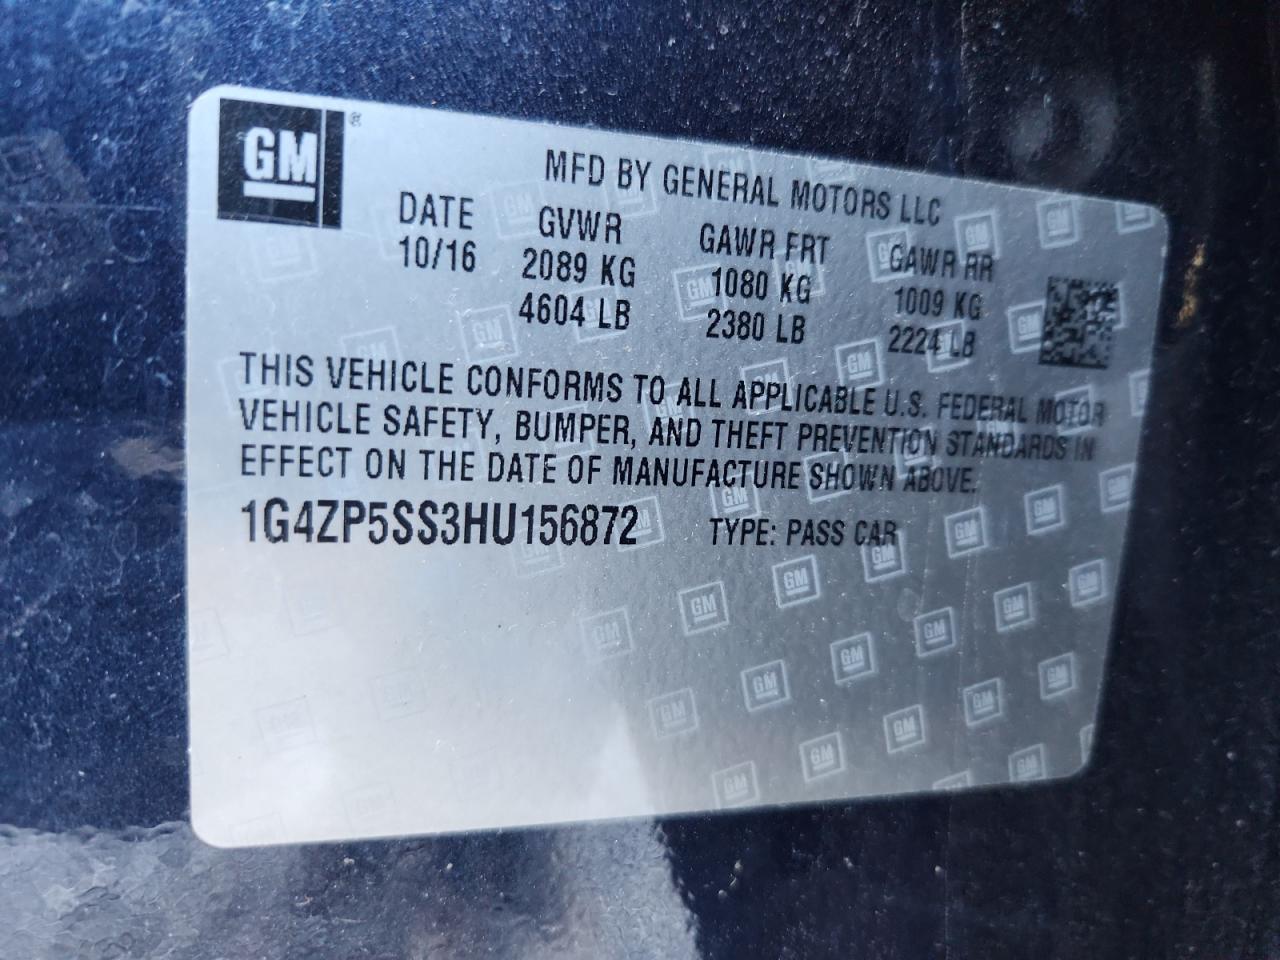 GM
MFD BY GENERAL MOTORS LLC
DATE GVWR GAWR FRT GAWR RR
10/16 2089 KG 1080 KG 1009 KG
4604 LB 2380 LB 2224 LB
THIS VEHICLE CONFORMS TO ALL APPLICABLE U.S. FEDERAL MOTOR
VEHICLE SAFETY, BUMPER, AND THEFT PREVENTION STANDARDS IN
EFFECT ON THE DATE OF MANUFACTURE SHOWN ABOVE.
1G4ZP5SS3HU156872 TYPE: PASS CAR